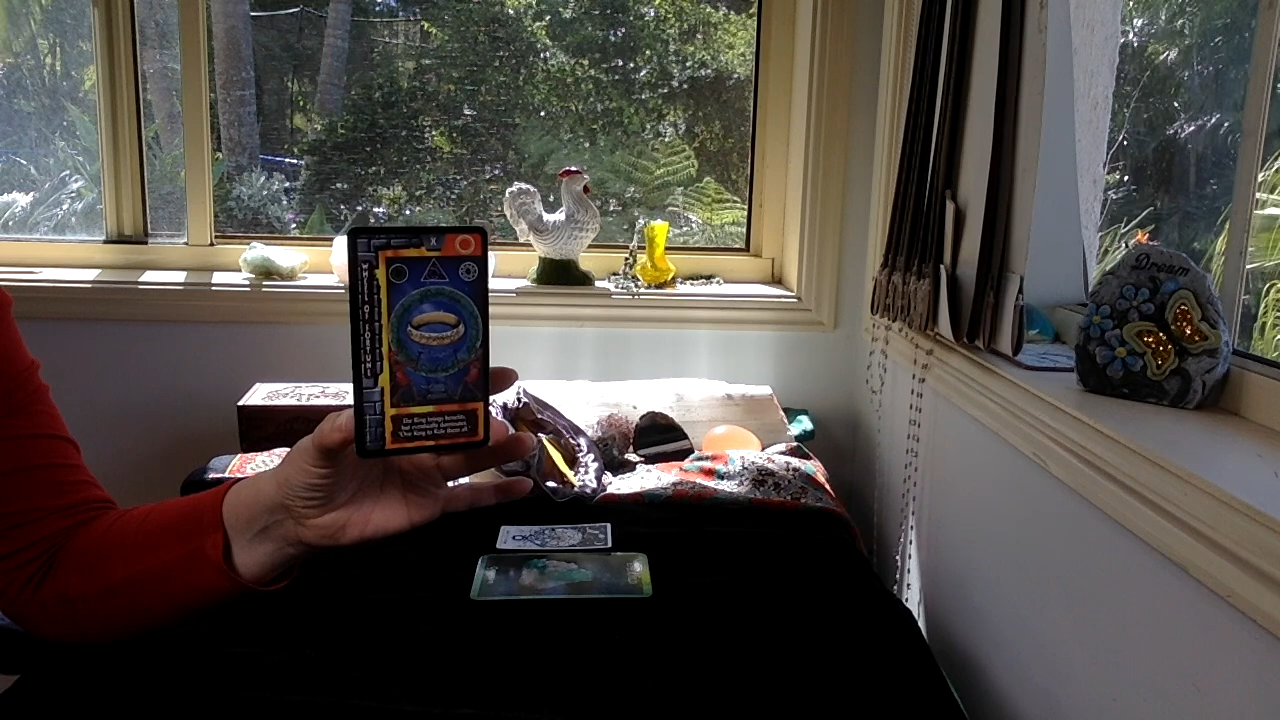 X
WHEEL OF FORTUNE
The Ring brings benefits,
but eventually dominates.
"One Ring to Rule them all."
Dream